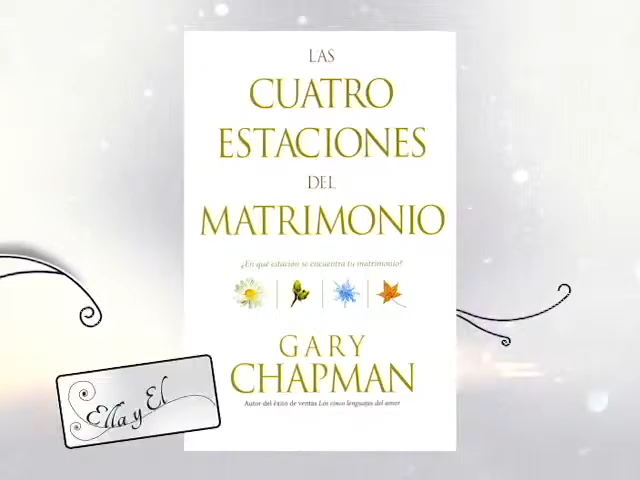 LAS
CUATRO
ESTACIONES
DEL
MATRIMONIO
¿En qué estación se encuentra tu matrimonio?
GARY
CHAPMAN
Autor del éxito de ventas Los cinco lenguajes del amor
Ella y El